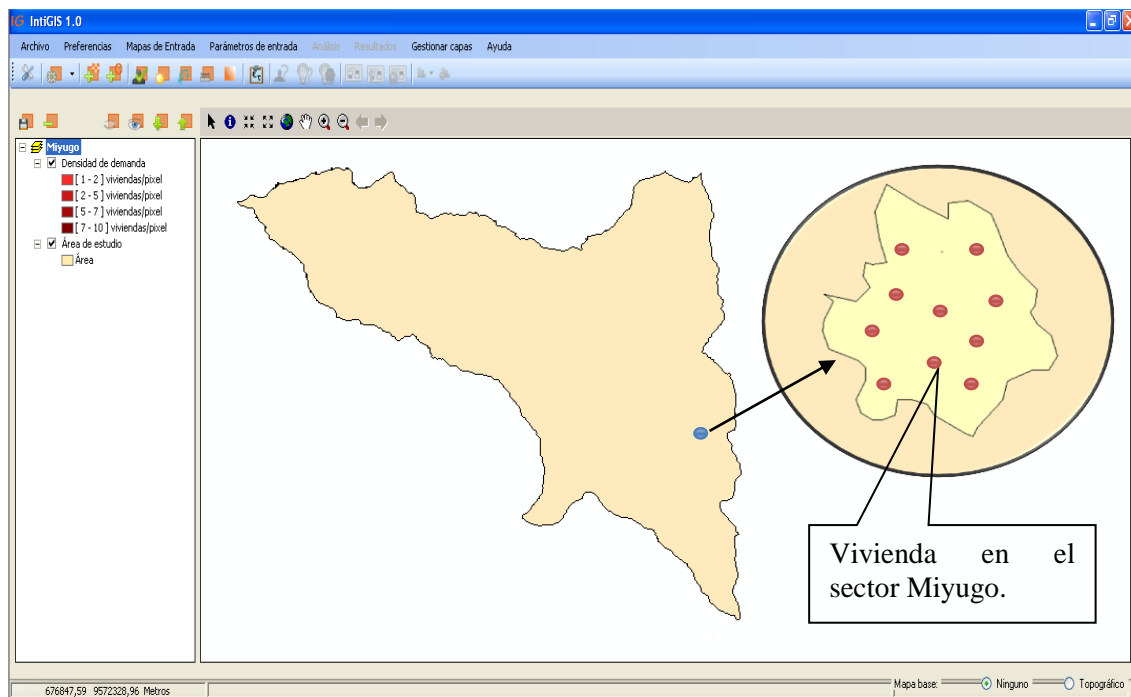 IG IntiGIS 1.0
Archivo Preferencias Mapas de Entrada Parámetros de entrada Análisis Resultados Gestionar capas Ayuda
Miyugo
Densidad de demanda
[ 1 - 2 ] viviendas/pixel
[ 2 - 5 ] viviendas/pixel
[ 5 - 7 ] viviendas/pixel
[ 7 - 10 ] viviendas/pixel
Área de estudio
Área
Vivienda en el
sector Miyugo.
676847,59 9572328,96 Metros
Mapa base: Ninguno Topográfico